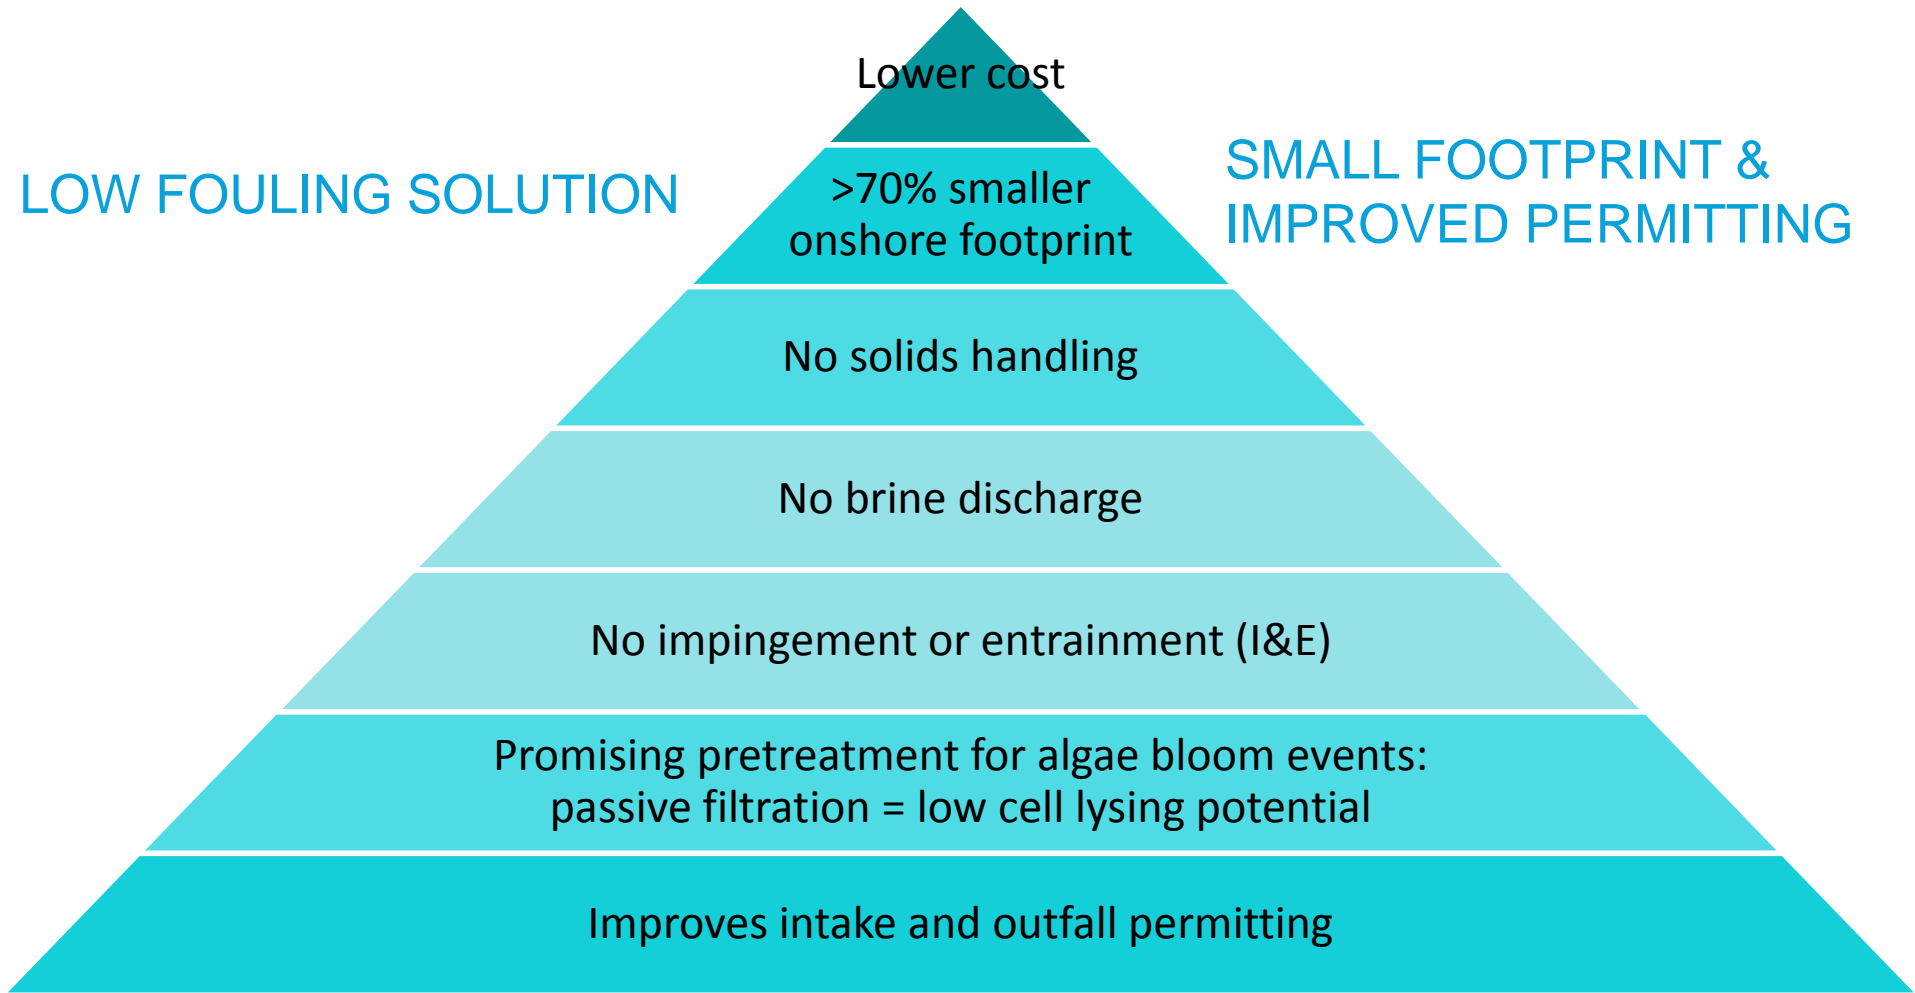 Lower cost
LOW FOULING SOLUTION
SMALL FOOTPRINT &
IMPROVED PERMITTING
>70% smaller
onshore footprint
No solids handling
No brine discharge
No impingement or entrainment (I&E)
Promising pretreatment for algae bloom events:
passive filtration = low cell lysing potential
Improves intake and outfall permitting